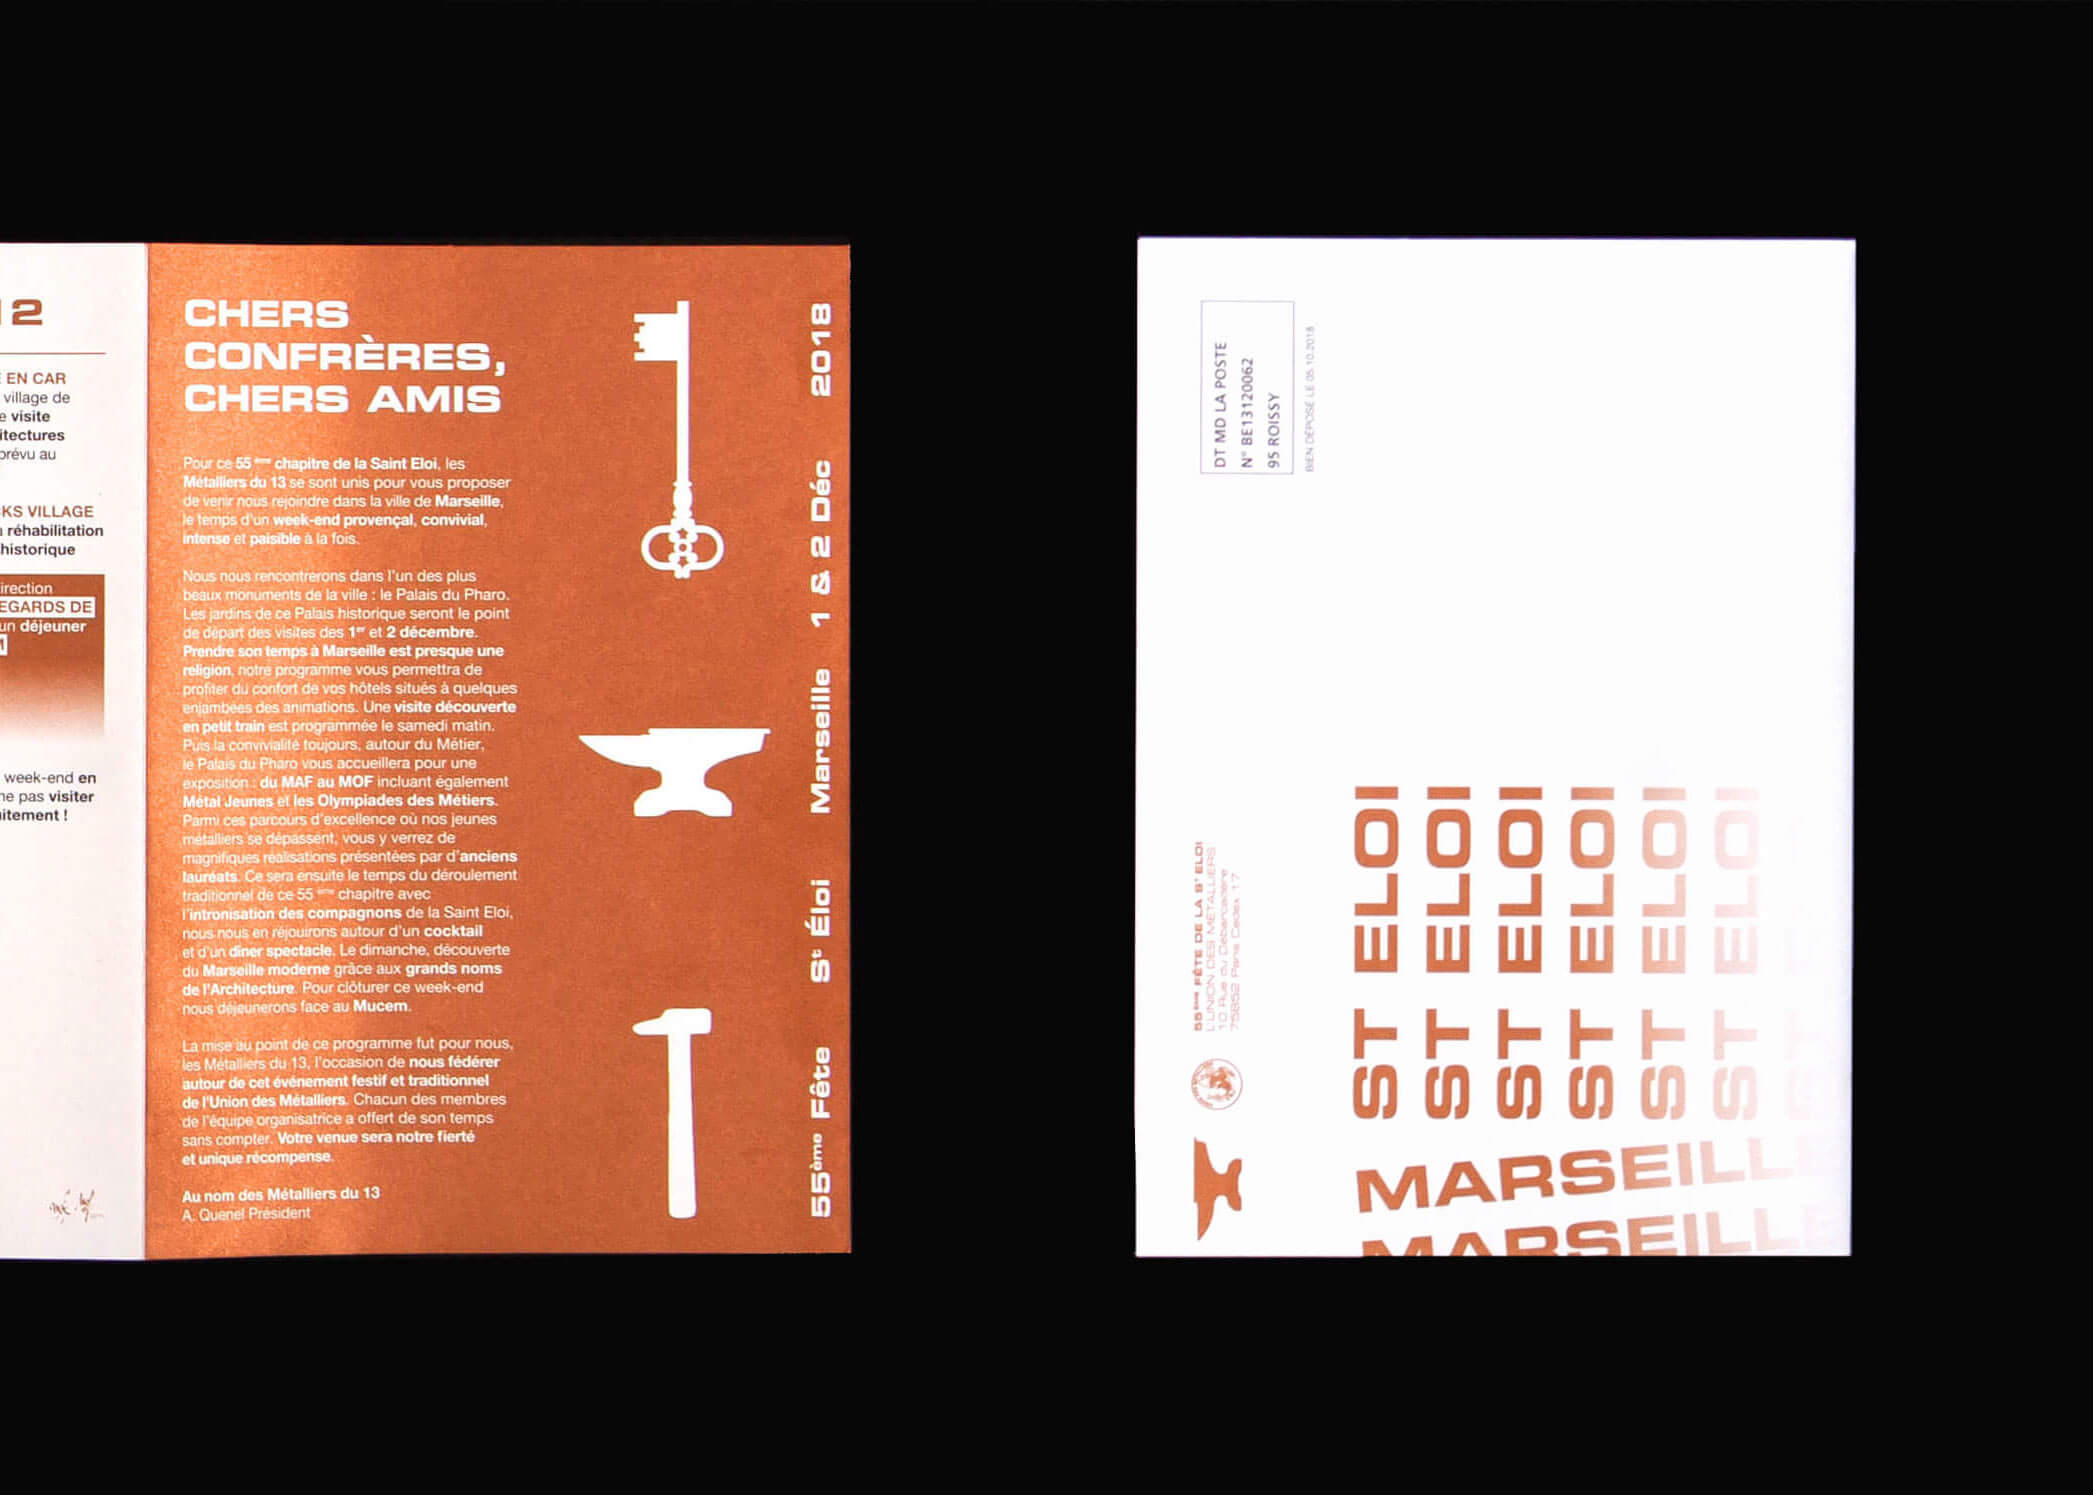 12
E EN CAR
village de
e visite
itectures
prévu au
CKS VILLAGE
réhabilitation
historique
irection
EGARDS DE
un déjeuner
week-end en
ne pas visiter
itement !
CHERS
CONFRÈRES,
CHERS AMIS
Pour ce 55 ème chapitre de la Saint Eloi, les
Métalliers du 13 se sont unis pour vous proposer
de venir nous rejoindre dans la ville de Marseille,
le temps d'un week-end provençal, convivial,
intense et paisible à la fois.
Nous nous rencontrerons dans l'un des plus
beaux monuments de la ville : le Palais du Pharo.
Les jardins de ce Palais historique seront le point
de départ des visites des 1er et 2 décembre.
Prendre son temps à Marseille est presque une
religion, notre programme vous permettra de
profiter du confort de vos hôtels situés à quelques
enjambées des animations. Une visite découverte
en petit train est programmée le samedi matin.
Puis la convivialité toujours, autour du Métier,
le Palais du Pharo vous accueillera pour une
exposition : du MAF au MOF incluant également
Métal Jeunes et les Olympiades des Métiers.
Parmi ces parcours d'excellence où nos jeunes
métalliers se dépassent, vous y verrez de
magnifiques réalisations présentées par d'anciens
lauréats. Ce sera ensuite le temps du déroulement
traditionnel de ce 55 ème chapitre avec
l'intronisation des compagnons de la Saint Eloi,
nous nous en réjouirons autour d'un cocktail
et d'un dîner spectacle. Le dimanche, découverte
du Marseille moderne grâce aux grands noms
de l'Architecture. Pour clôturer ce week-end
nous déjeunerons face au Mucem.
La mise au point de ce programme fut pour nous,
les Métalliers du 13, l'occasion de nous fédérer
autour de cet événement festif et traditionnel
de l'Union des Métalliers. Chacun des membres
de l'équipe organisatrice a offert de son temps
sans compter. Votre venue sera notre fierté
et unique récompense.
Au nom des Métalliers du 13
A. Quenel Président
55ème Fête St Éloi Marseille 1 & 2 Déc 2018
DT MD LA POSTE
N° BE13120062
95 ROISSY
BIEN DÉPOSÉ LE 05.10.2018
55ème FÊTE DE LA St ELOI
L'UNION DES MÉTALLIERS
10 Rue du Débarcadère
75852 Paris Cedex 17
ST ELOI
ST ELOI
ST ELOI
ST ELOI
ST ELOI
ST ELOI
ST
MARSEILLE
MARSEILLE